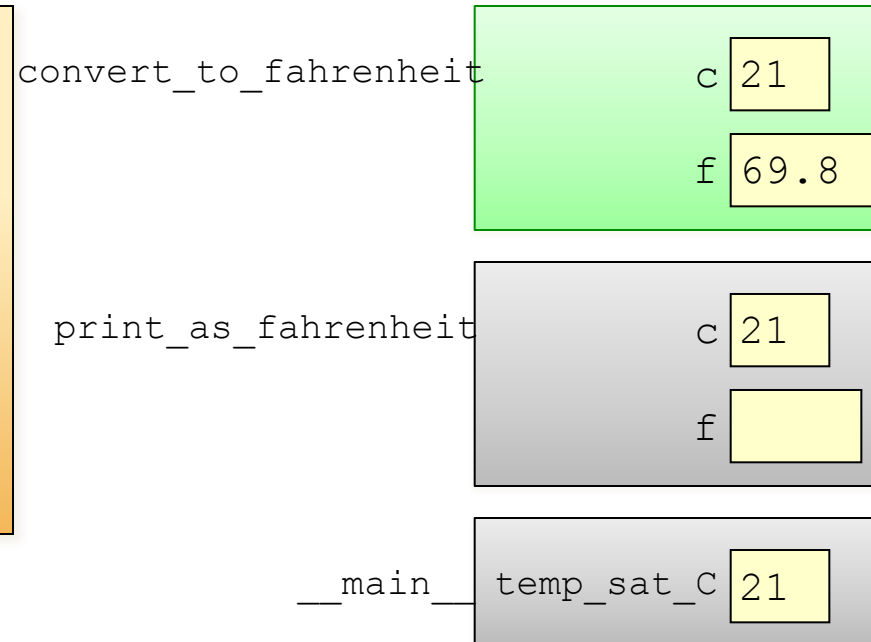 convert_to_fahrenheit c 21
f 69.8
print_as_fahrenheit c 21
f
__main__ temp_sat_C 21